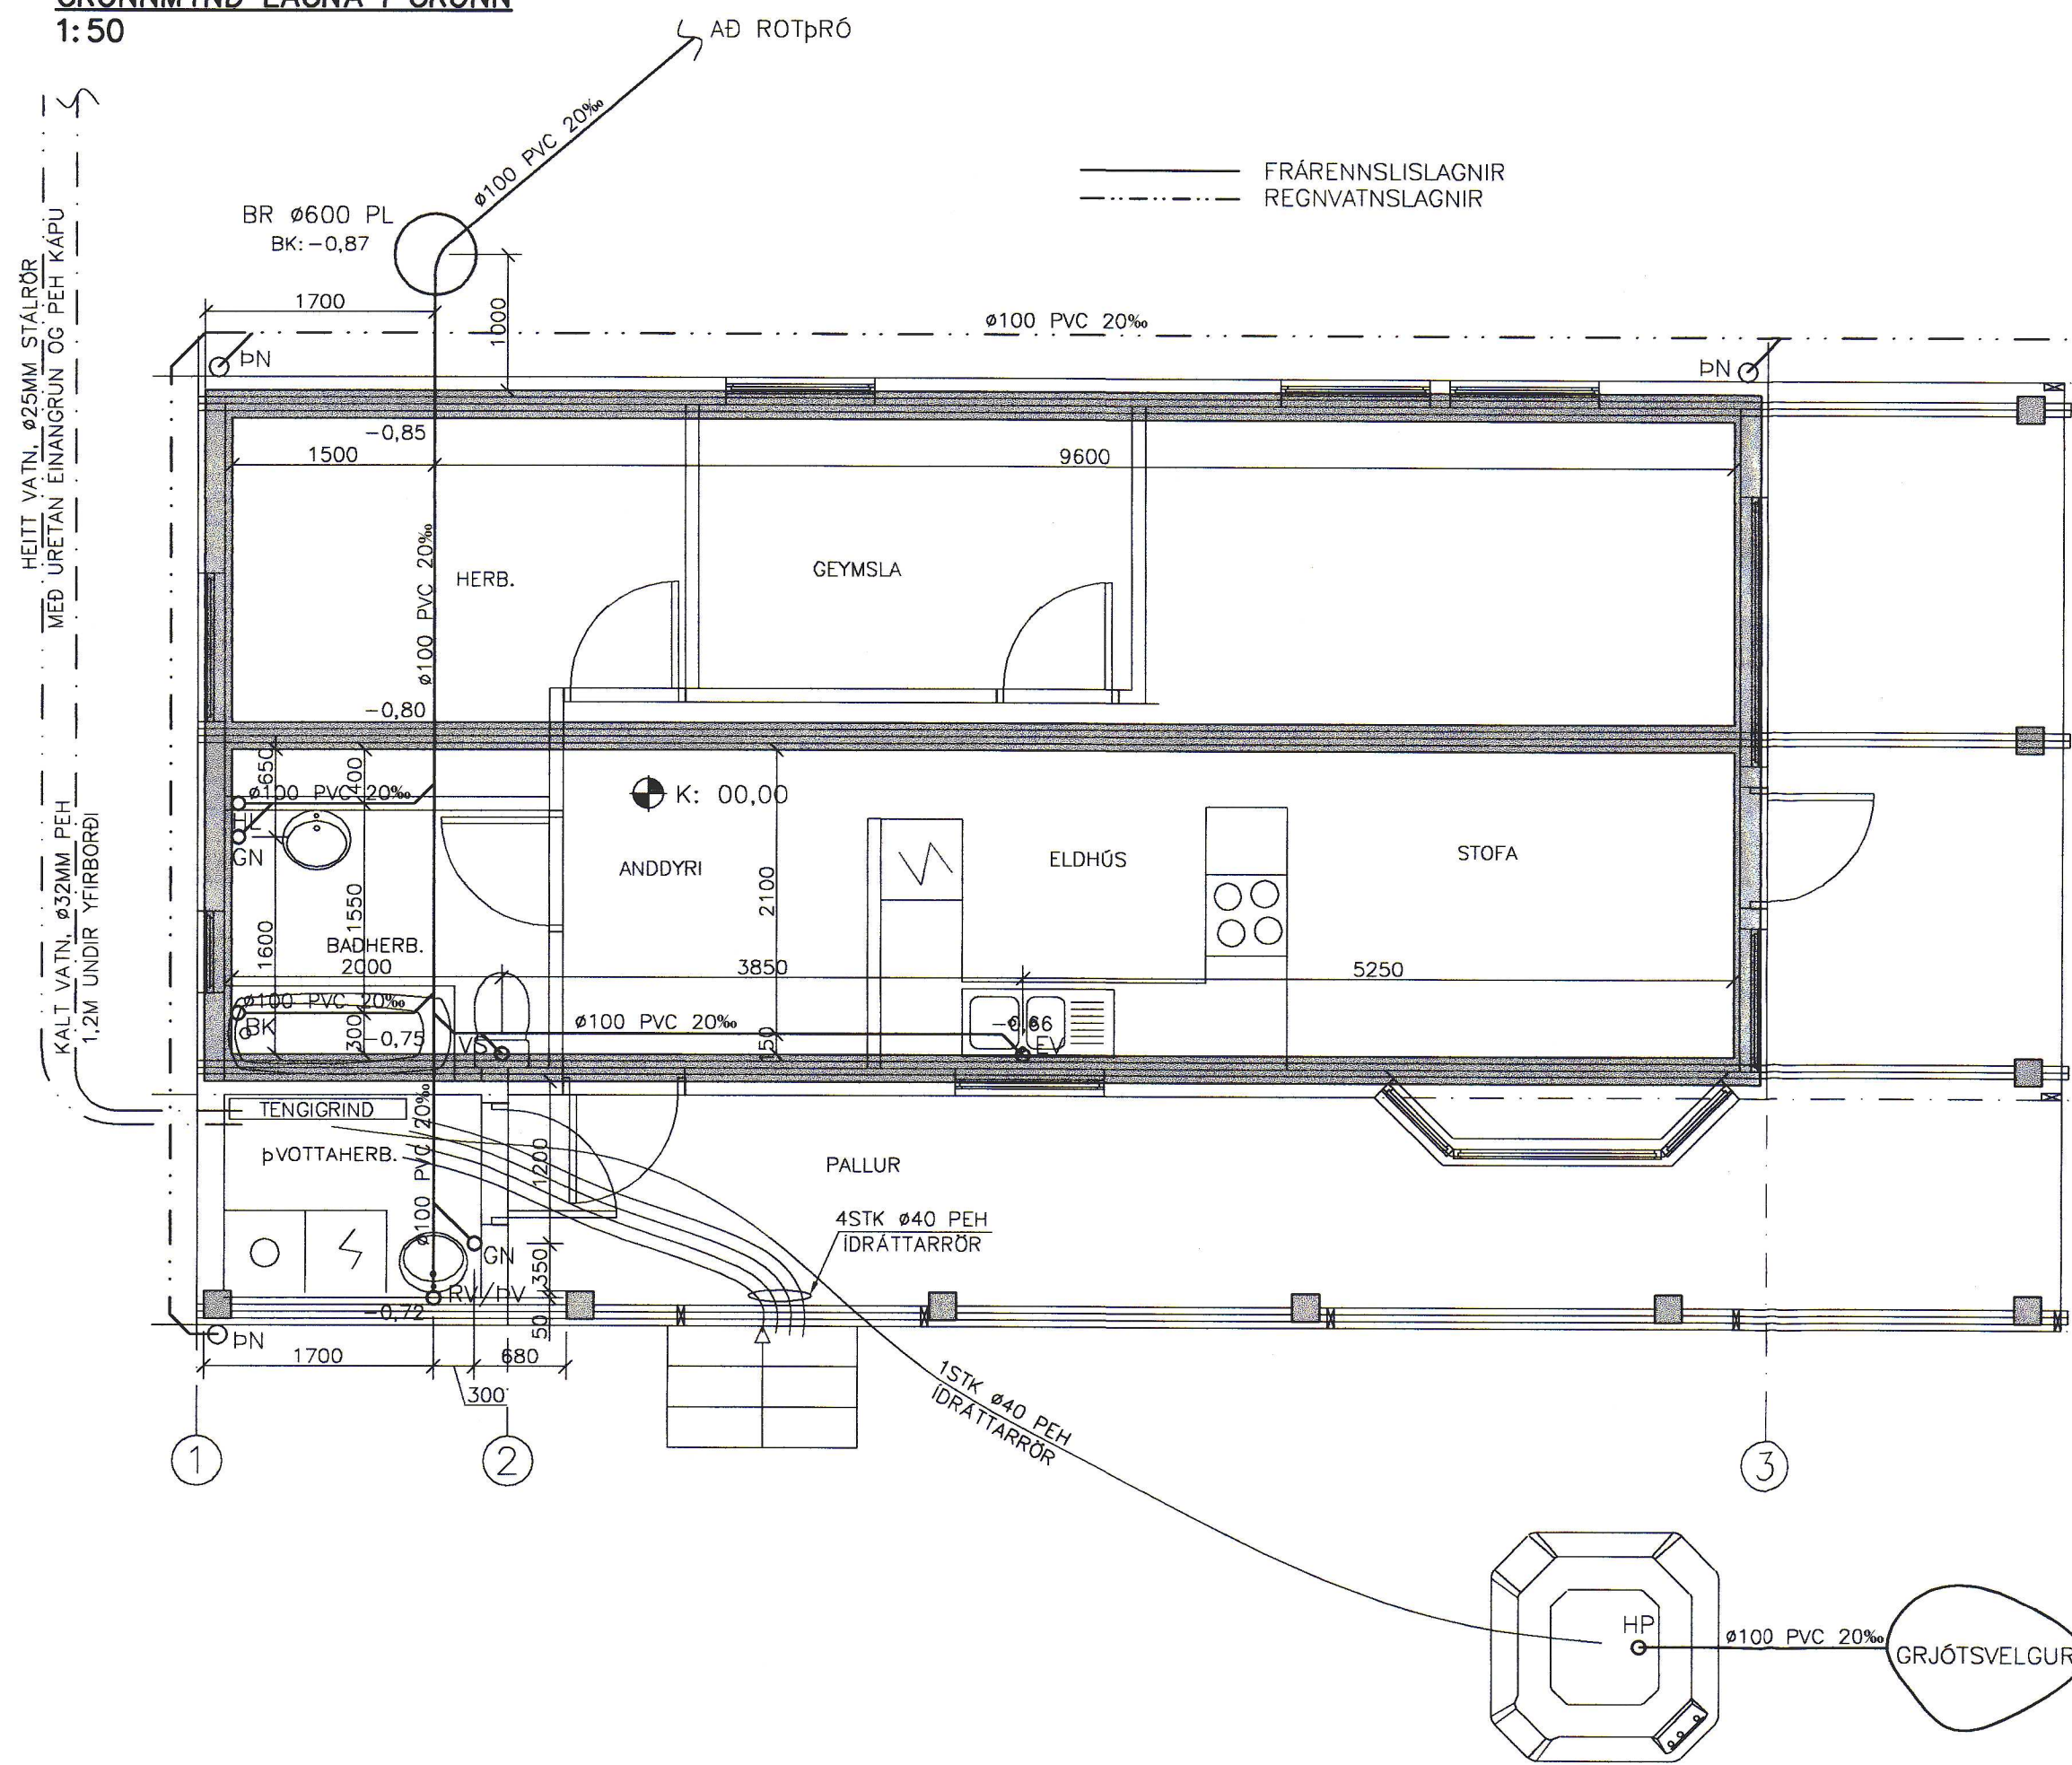 1:50
AÐ ROTÞRÓ
ø100 PVC 20‰
BR ø600 PL
BK:-0,87
FRÁRENNSLISLAGNIR
REGNVATNSLAGNIR
HEITT VATN, ø25MM STÁLRÖR
MEÐ URETAN EINANGRUN OG PEH KÁPU
1700
1000
ø100 PVC 20‰
ÞN
ÞN
-0,85
1500
9600
ø100 PVC 20‰
HERB.
GEYMSLA
-0,80
650
400
ø100 PVC 20‰
K: 00,00
HL
GN
ANDDYRI
ELDHÚS
STOFA
2100
KALT VATN, ø32MM PEH
1,2M UNDIR YFIRBORÐI
1600
1550
BAÐHERB.
2000
3850
5250
ø100 PVC 20‰
BK
300
-0,75
VS
ø100 PVC 20‰
150
-0,66
EV
TENGIGRIND
ÞVOTTAHERB.
ø100 PVC 20‰
1200
PALLUR
4STK ø40 PEH
ÍDRÁTTARRÖR
GN
350
RV/ÞV
-0,72
50
ÞN
1700
680
300
1STK ø40 PEH
ÍDRÁTTARRÖR
1
2
3
HP
ø100 PVC 20‰
GRJÓTSVELGUR